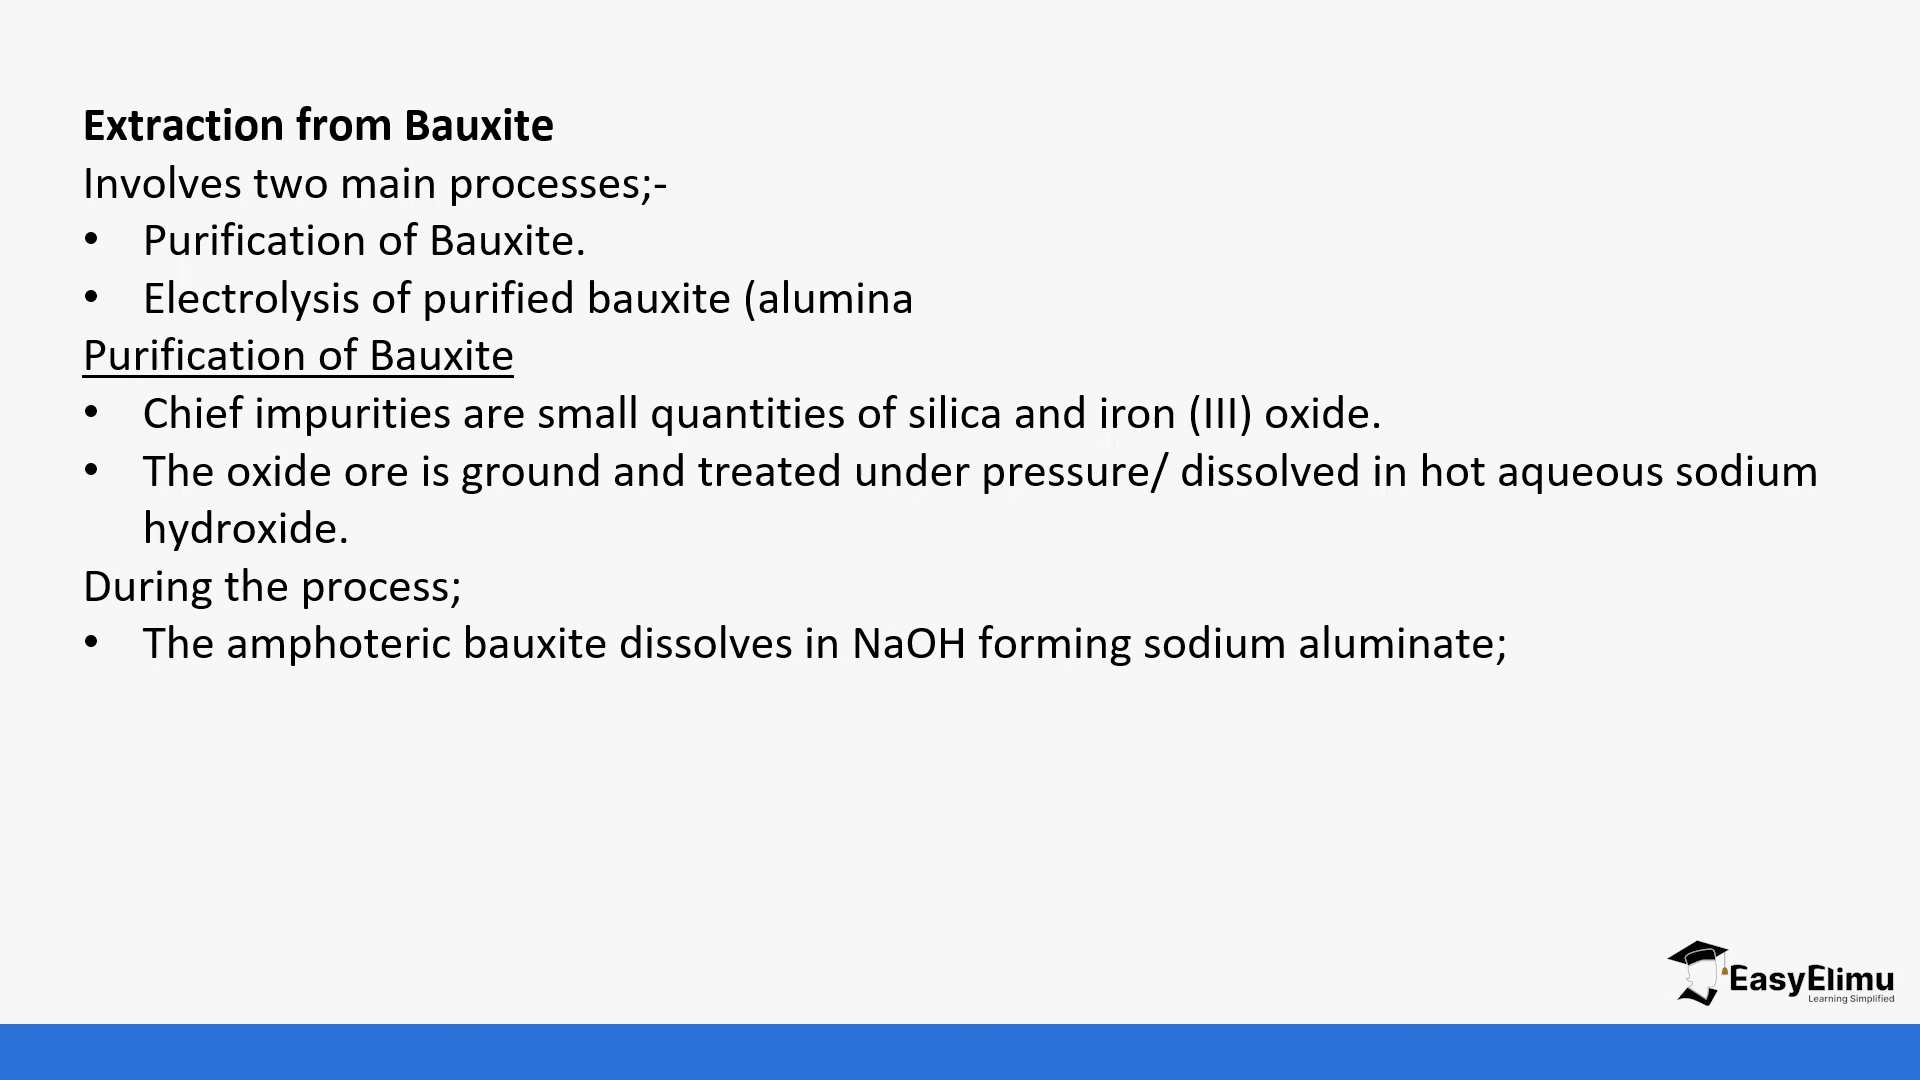 Extraction from Bauxite
Involves two main processes;-
• Purification of Bauxite.
• Electrolysis of purified bauxite (alumina
Purification of Bauxite
• Chief impurities are small quantities of silica and iron (III) oxide.
• The oxide ore is ground and treated under pressure/ dissolved in hot aqueous sodium
hydroxide.
During the process;
• The amphoteric bauxite dissolves in NaOH forming sodium aluminate;
EasyElimu
Learning Simplified